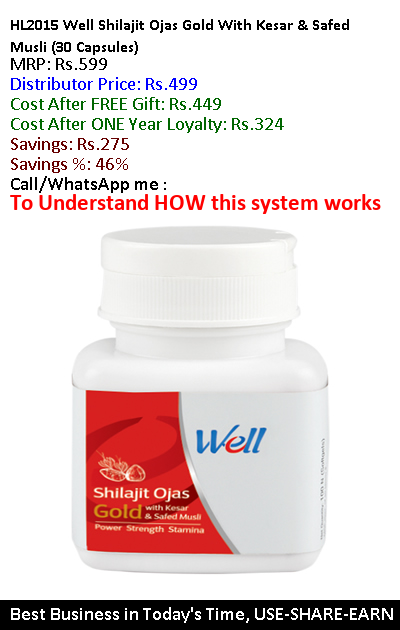 HL2015 Well Shilajit Ojas Gold With Kesar & Safed
Musli (30 Capsules)
MRP: Rs.599
Distributor Price: Rs.499
Cost After FREE Gift: Rs.449
Cost After ONE Year Loyalty: Rs.324
Savings: Rs.275
Savings %: 46%
Call/WhatsApp me :
To Understand HOW this system works
Well
Shilajit Ojas
Gold with Kesar
& Safed Musli
Power Strength Stamina
Best Business in Today's Time, USE-SHARE-EARN